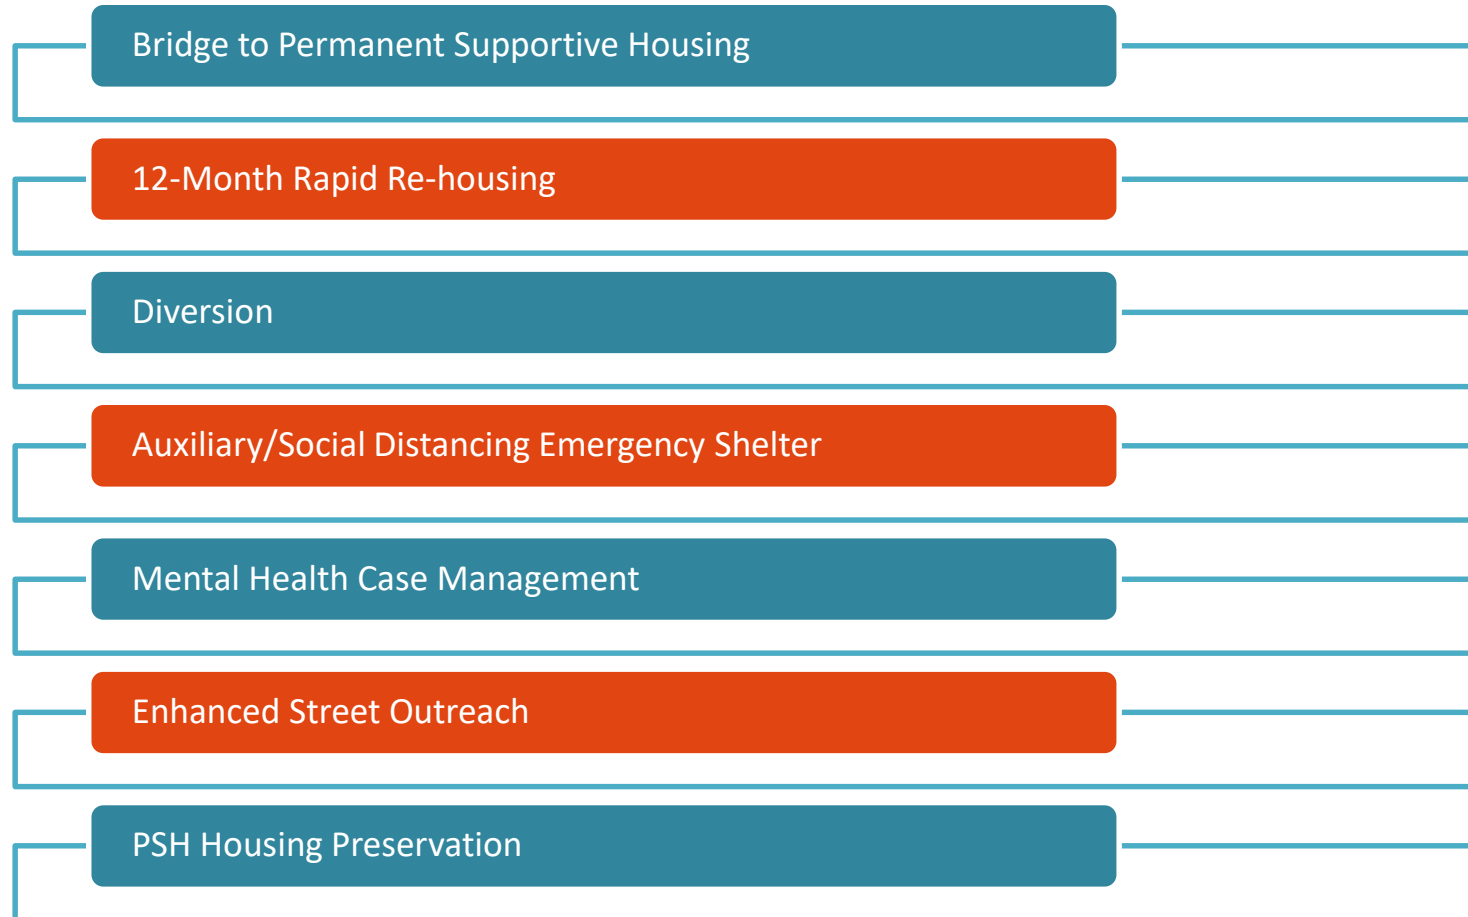 Bridge to Permanent Supportive Housing
12-Month Rapid Re-housing
Diversion
Auxiliary/Social Distancing Emergency Shelter
Mental Health Case Management
Enhanced Street Outreach
PSH Housing Preservation